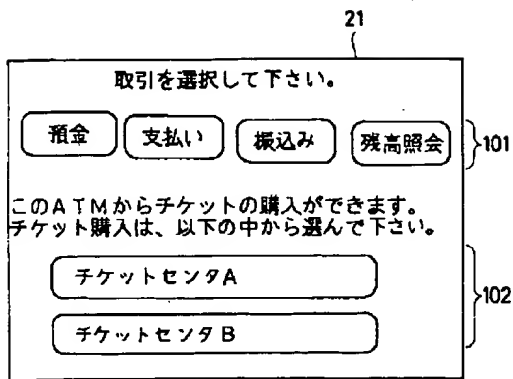 21
取引を選択して下さい。
預金 支払い 振込み 残高照会 101
このATMからチケットの購入ができます。
チケット購入は、以下の中から選んで下さい。
チケットセンタA
チケットセンタB
102